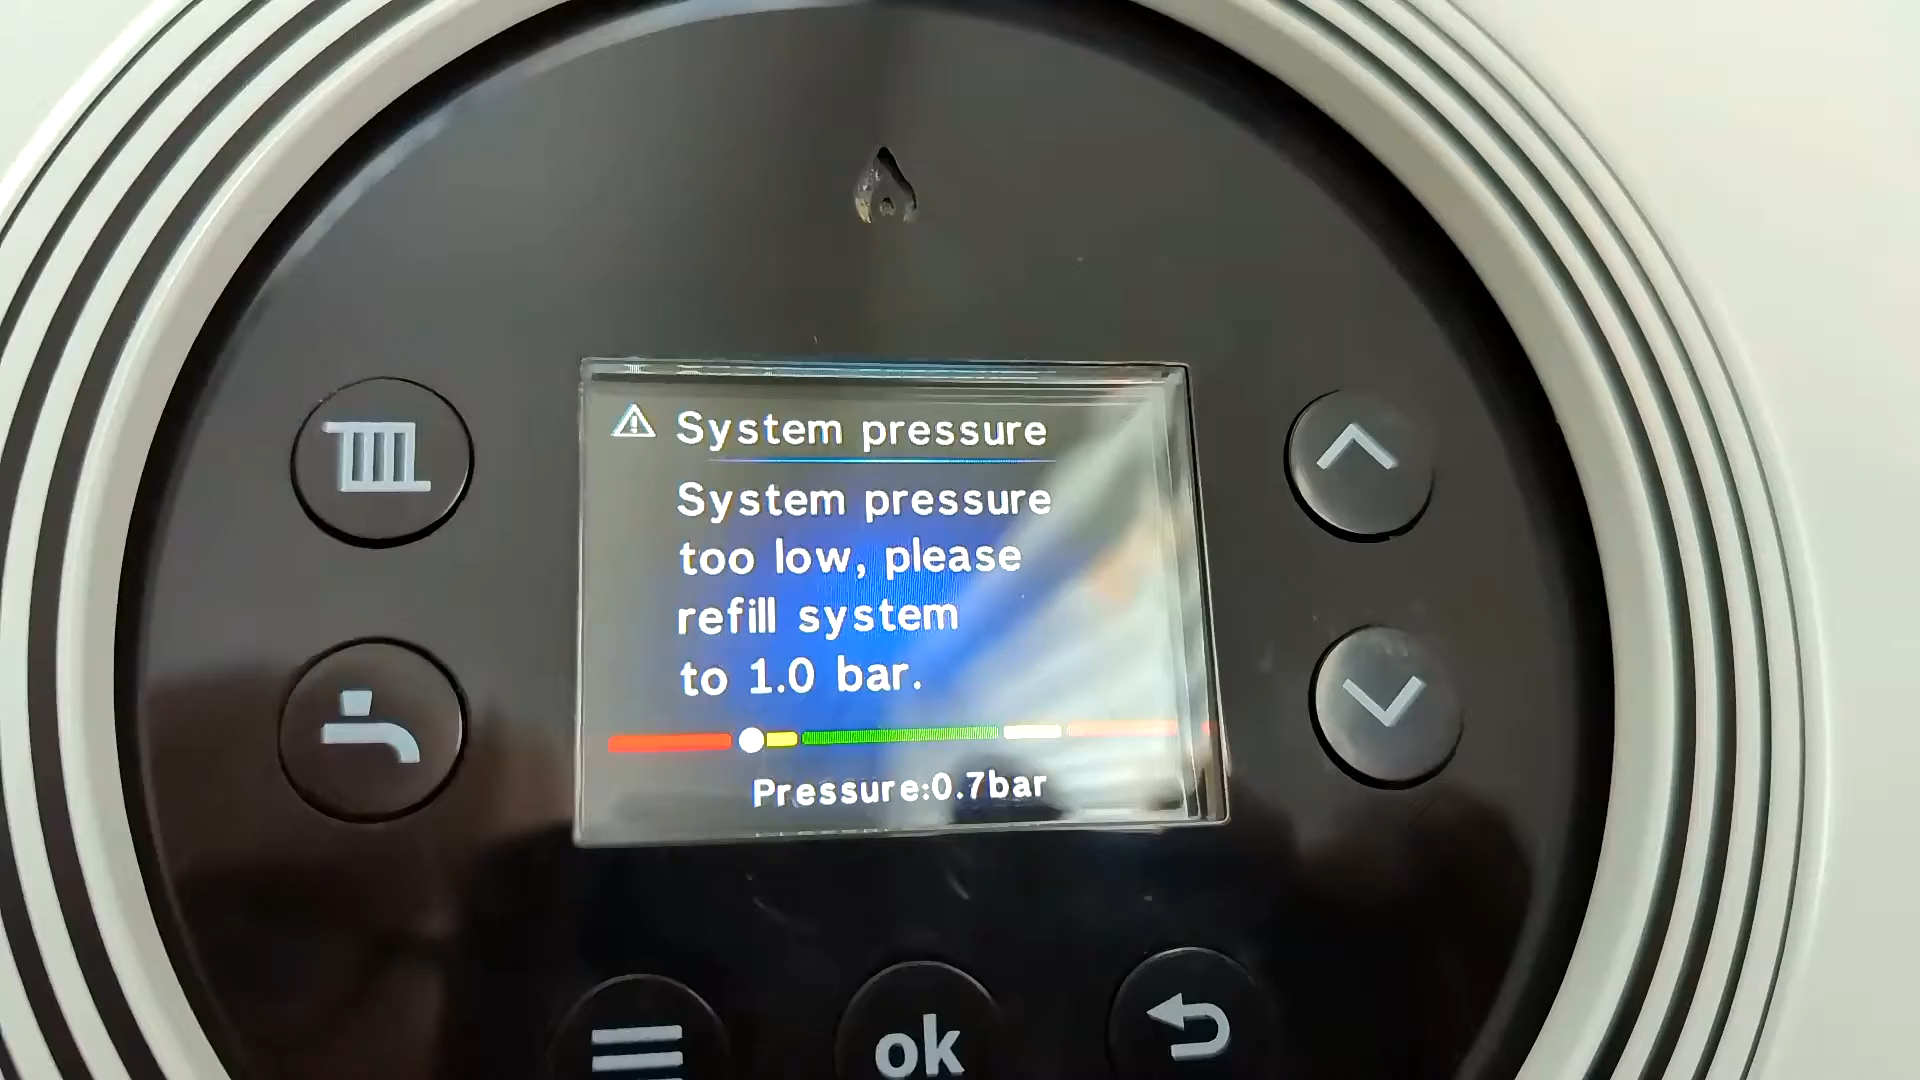 System pressure
System pressure
too low, please
refill system
to 1.0 bar.
Pressure:0.7bar
ok